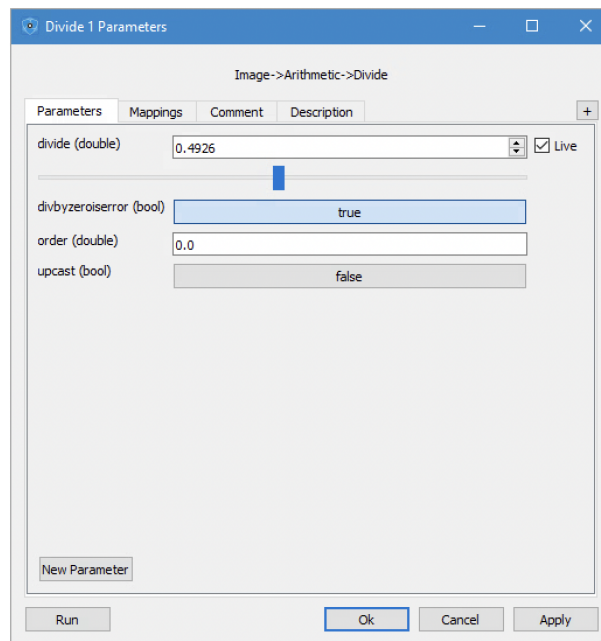 Divide 1 Parameters
Image->Arithmetic->Divide
Parameters Mappings Comment Description +
divide (double) 0.4926 Live
divbyzeroiserror (bool) true
order (double) 0.0
upcast (bool) false
New Parameter
Run Ok Cancel Apply